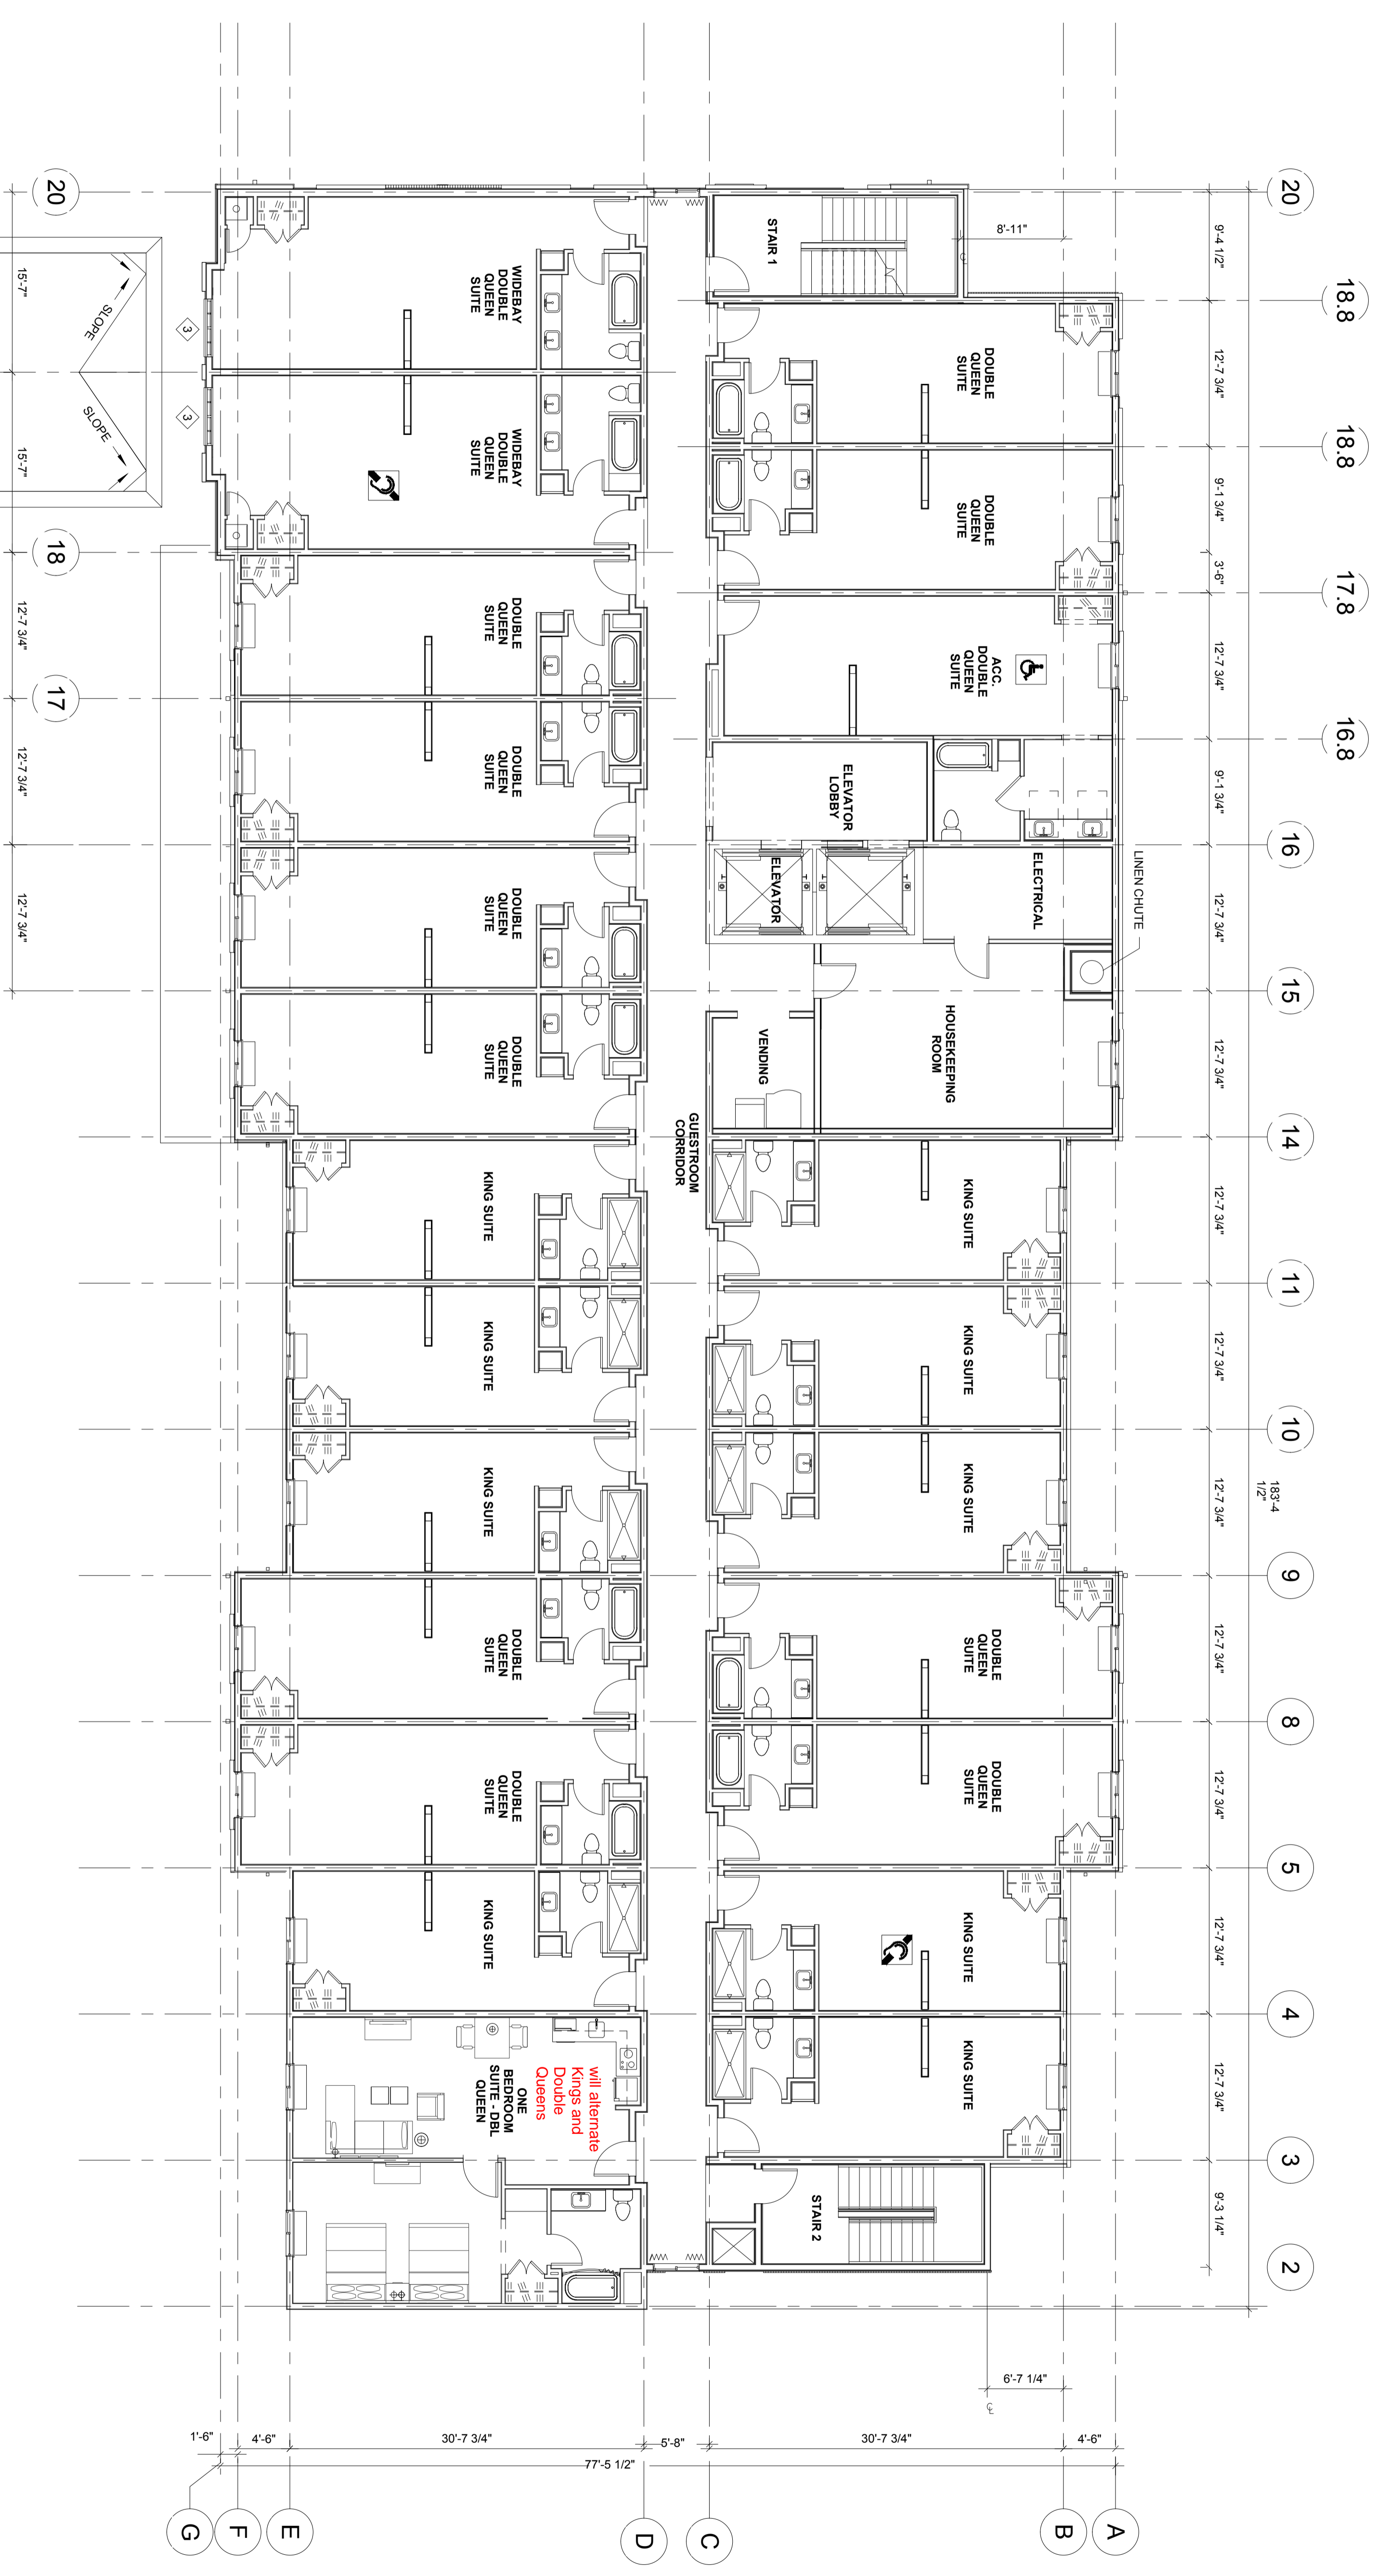 20
18.8
18.8
17.8
16.8
16
15
14
11
10
9
8
5
4
3
2
183'-4
1/2"
9'-4 1/2"
12'-7 3/4"
9'-1 3/4"
3'-6"
12'-7 3/4"
9'-1 3/4"
12'-7 3/4"
12'-7 3/4"
12'-7 3/4"
12'-7 3/4"
12'-7 3/4"
12'-7 3/4"
12'-7 3/4"
12'-7 3/4"
12'-7 3/4"
9'-3 1/4"
8'-11"
LINEN CHUTE
STAIR 1
DOUBLE
QUEEN
SUITE
DOUBLE
QUEEN
SUITE
ACC.
DOUBLE
QUEEN
SUITE
ELEVATOR
LOBBY
ELEVATOR
ELECTRICAL
HOUSEKEEPING
ROOM
VENDING
KING SUITE
KING SUITE
KING SUITE
DOUBLE
QUEEN
SUITE
DOUBLE
QUEEN
SUITE
KING SUITE
KING SUITE
STAIR 2
GUESTROOM
CORRIDOR
WIDEBAY
DOUBLE
QUEEN
SUITE
WIDEBAY
DOUBLE
QUEEN
SUITE
DOUBLE
QUEEN
SUITE
DOUBLE
QUEEN
SUITE
DOUBLE
QUEEN
SUITE
DOUBLE
QUEEN
SUITE
KING SUITE
KING SUITE
KING SUITE
DOUBLE
QUEEN
SUITE
DOUBLE
QUEEN
SUITE
KING SUITE
will alternate
Kings and
Double
Queens
ONE
BEDROOM
SUITE - DBL
QUEEN
3
3
SLOPE
SLOPE
20
18
17
15'-7"
15'-7"
12'-7 3/4"
12'-7 3/4"
12'-7 3/4"
6'-7 1/4"
1'-6"
4'-6"
30'-7 3/4"
5'-8"
30'-7 3/4"
4'-6"
77'-5 1/2"
G
F
E
D
C
B
A